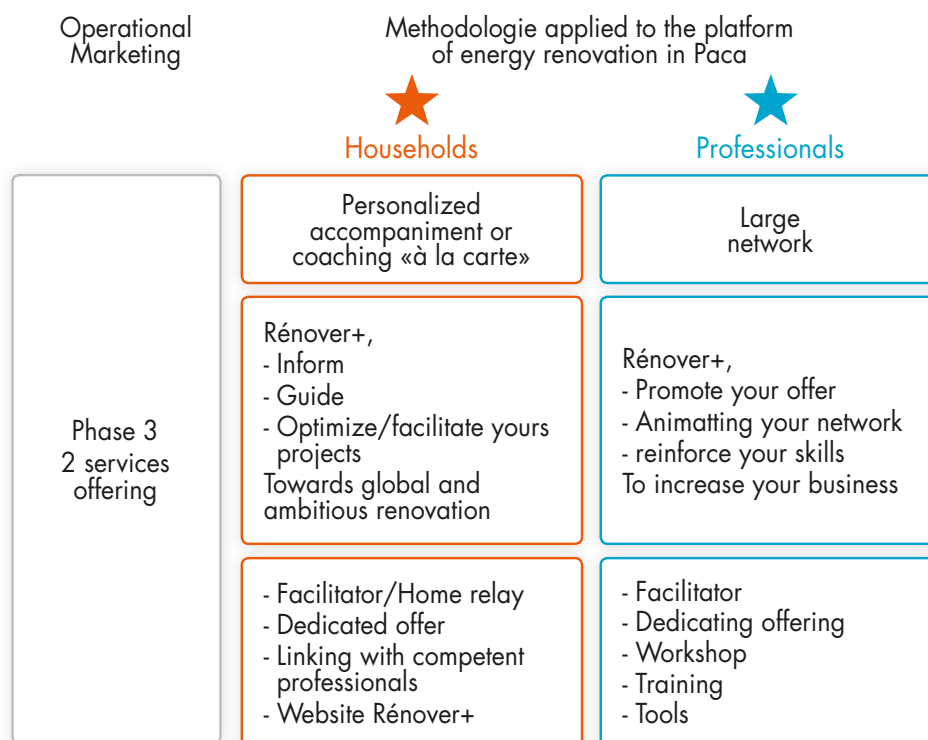 Operational
Marketing
Methodologie applied to the platform
of energy renovation in Paca
Households
Professionals
Phase 3
2 services
offering
Personalized
accompaniment or
coaching «à la carte»
Large
network
Rénover+,
- Inform
- Guide
- Optimize/facilitate yours
projects
Towards global and
ambitious renovation
Rénover+,
- Promote your offer
- Animatting your network
- reinforce your skills
To increase your business
- Facilitator/Home relay
- Dedicated offer
- Linking with competent
professionals
- Website Rénover+
- Facilitator
- Dedicating offering
- Workshop
- Training
- Tools